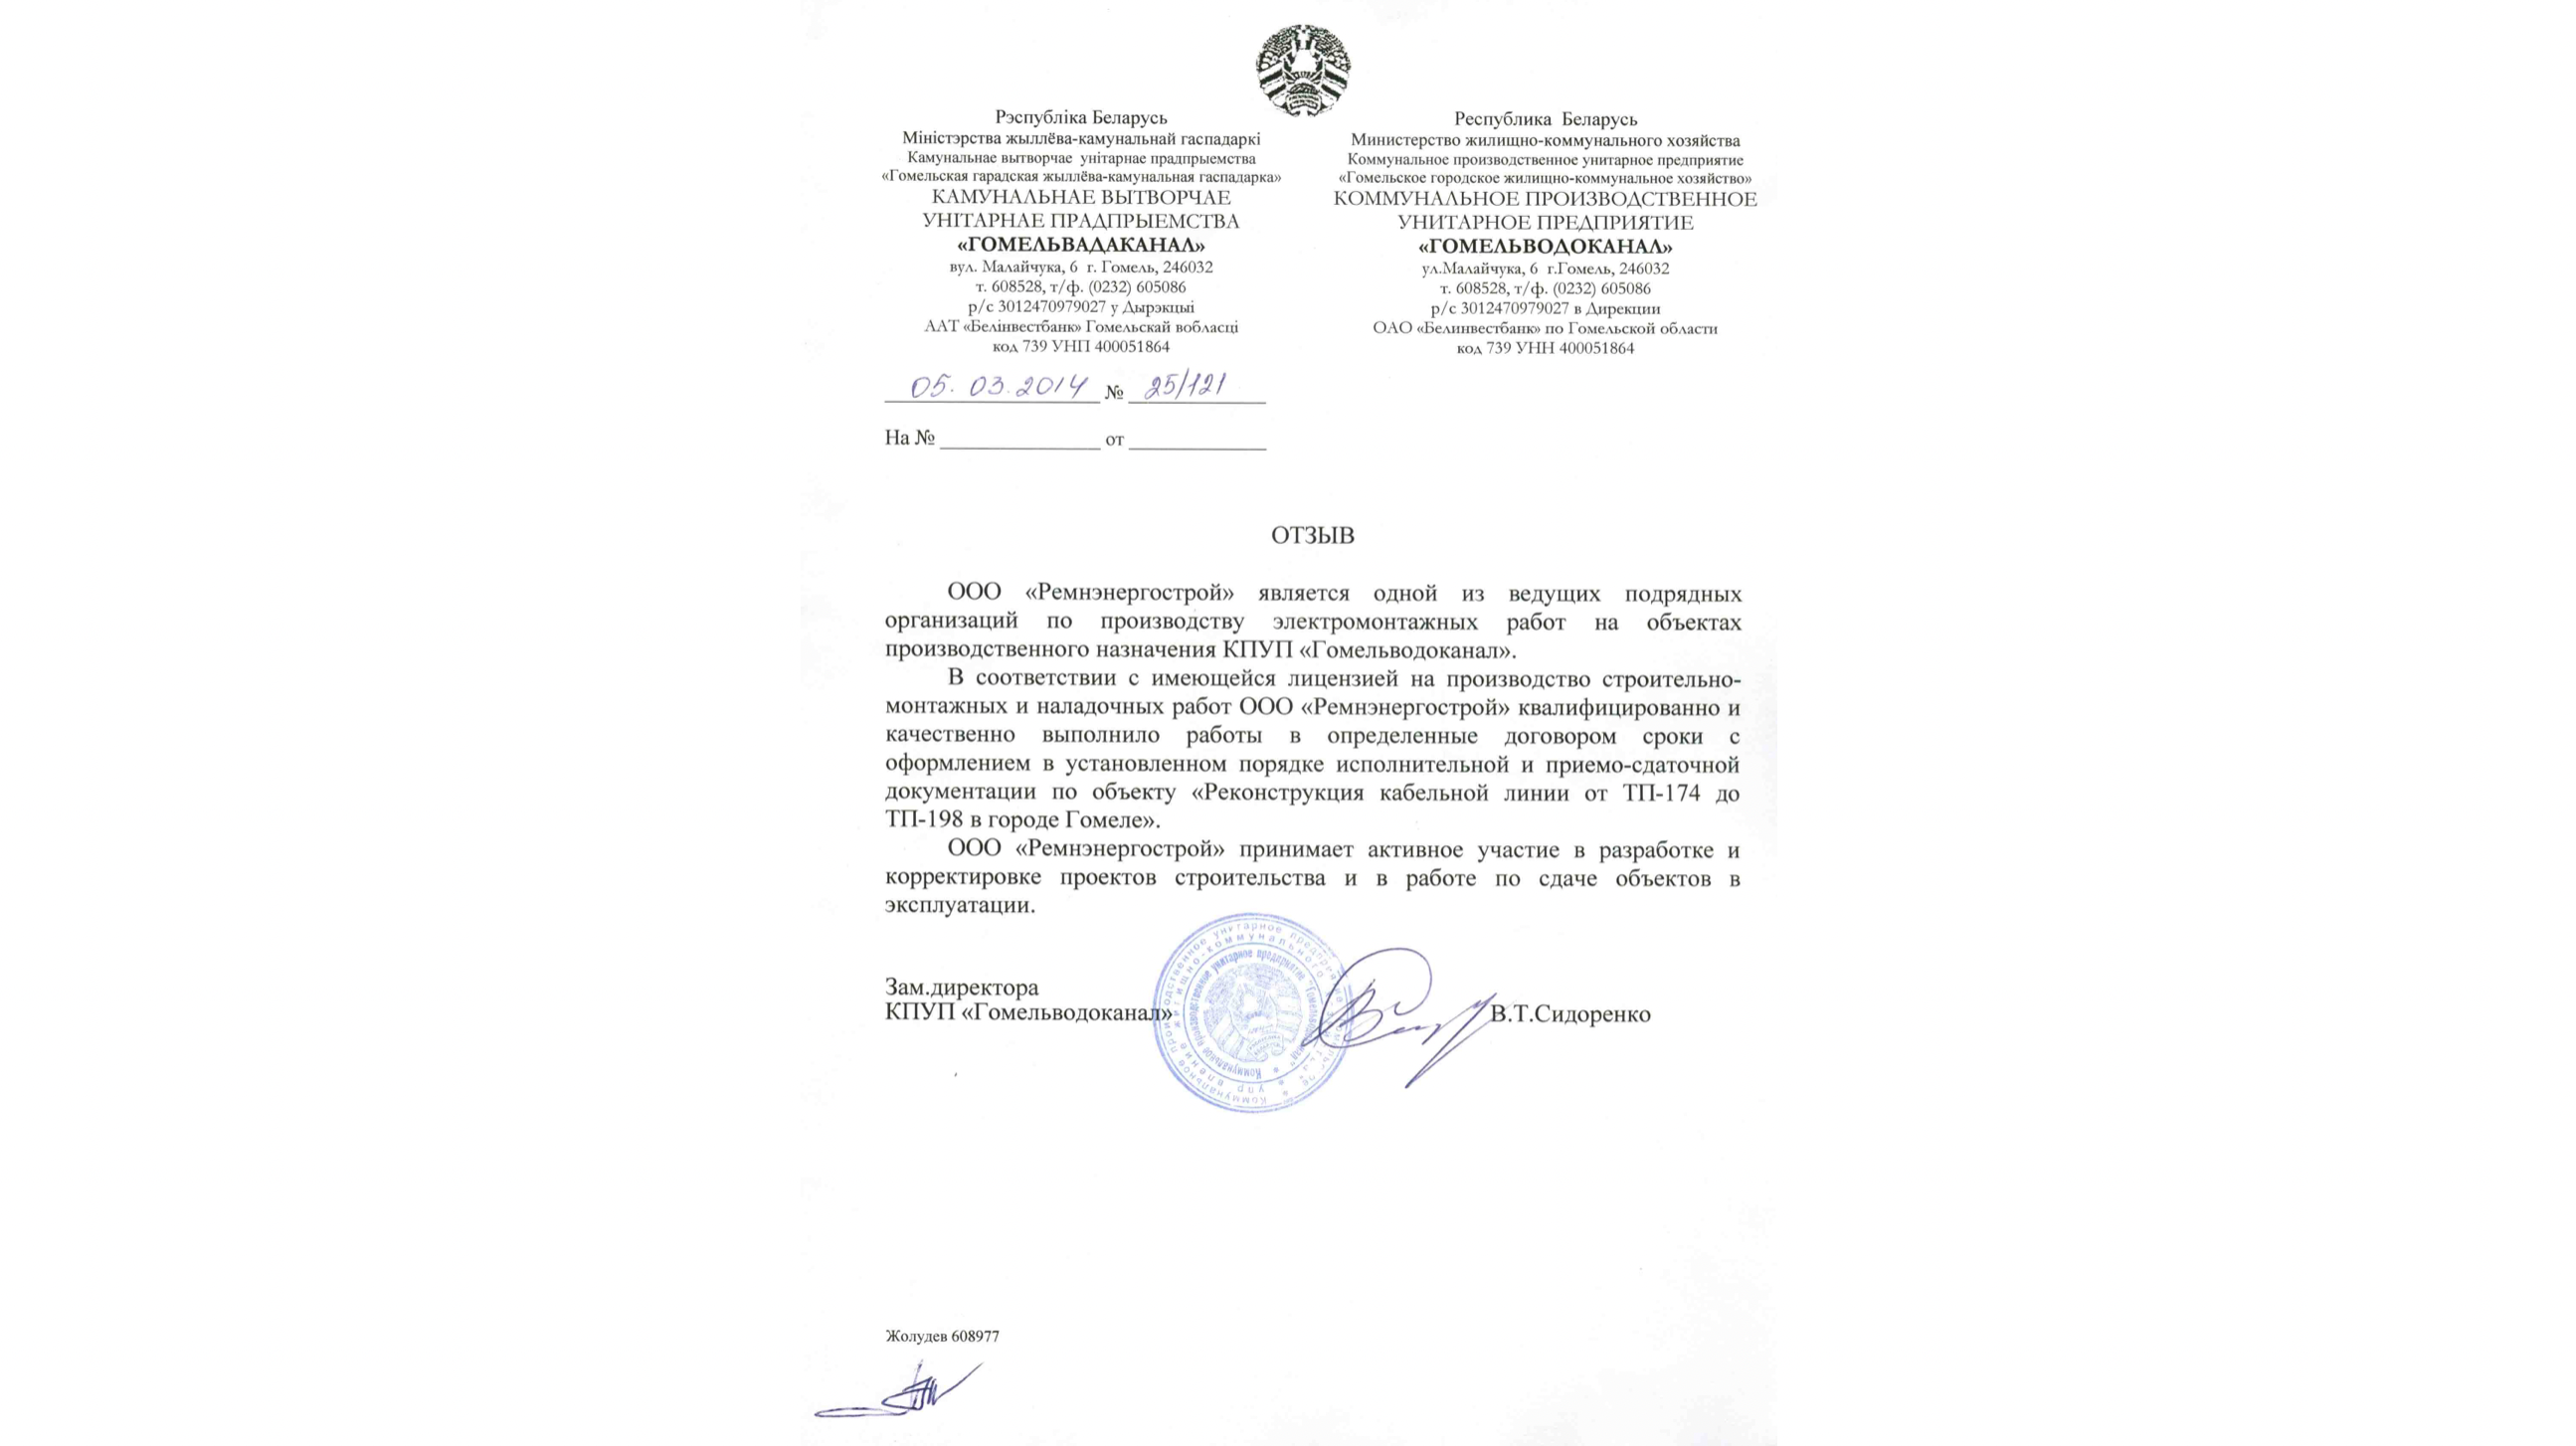 Рэспубліка Беларусь
Міністэрства жыллёва-камунальнай гаспадаркі
Камунальнае вытворчае унітарнае прадпрыемства
«Гомельская гарадская жыллёва-камунальная гаспадарка»
КАМУНАЛЬНАЕ ВЫТВОРЧАЕ
УНІТАРНАЕ ПРАДПРЫЕМСТВА
«ГОМЕЛЬВАДАКАНАЛ»
вул. Малайчука, 6 г. Гомель, 246032
т. 608528, т/ф. (0232) 605086
р/с 3012470979027 у Дырэкцыі
ААТ «Белінвестбанк» Гомельскай вобласці
код 739 УНП 400051864
Республика Беларусь
Министерство жилищно-коммунального хозяйства
Коммунальное производственное унитарное предприятие
«Гомельское городское жилищно-коммунальное хозяйство»
КОММУНАЛЬНОЕ ПРОИЗВОДСТВЕННОЕ
УНИТАРНОЕ ПРЕДПРИЯТИЕ
«ГОМЕЛЬВОДОКАНАЛ»
ул.Малайчука, 6 г.Гомель, 246032
т. 608528, т/ф. (0232) 605086
р/с 3012470979027 в Дирекции
ОАО «Белинвестбанк» по Гомельской области
код 739 УНН 400051864
05. 03.2014 № 25/121
На № от
ОТЗЫВ
ООО «Ремнэнергострой» является одной из ведущих подрядных
организаций по производству электромонтажных работ на объектах
производственного назначения КПУП «Гомельводоканал».
В соответствии с имеющейся лицензией на производство строительно-
монтажных и наладочных работ ООО «Ремнэнергострой» квалифицированно и
качественно выполнило работы в определенные договором сроки с
оформлением в установленном порядке исполнительной и приемо-сдаточной
документации по объекту «Реконструкция кабельной линии от ТП-174 до
ТП-198 в городе Гомеле».
ООО «Ремнэнергострой» принимает активное участие в разработке и
корректировке проектов строительства и в работе по сдаче объектов в
эксплуатации.
Зам.директора
КПУП «Гомельводоканал» В.Т.Сидоренко
Коммунальное производственное унитарное предприятие
Жолудев 608977